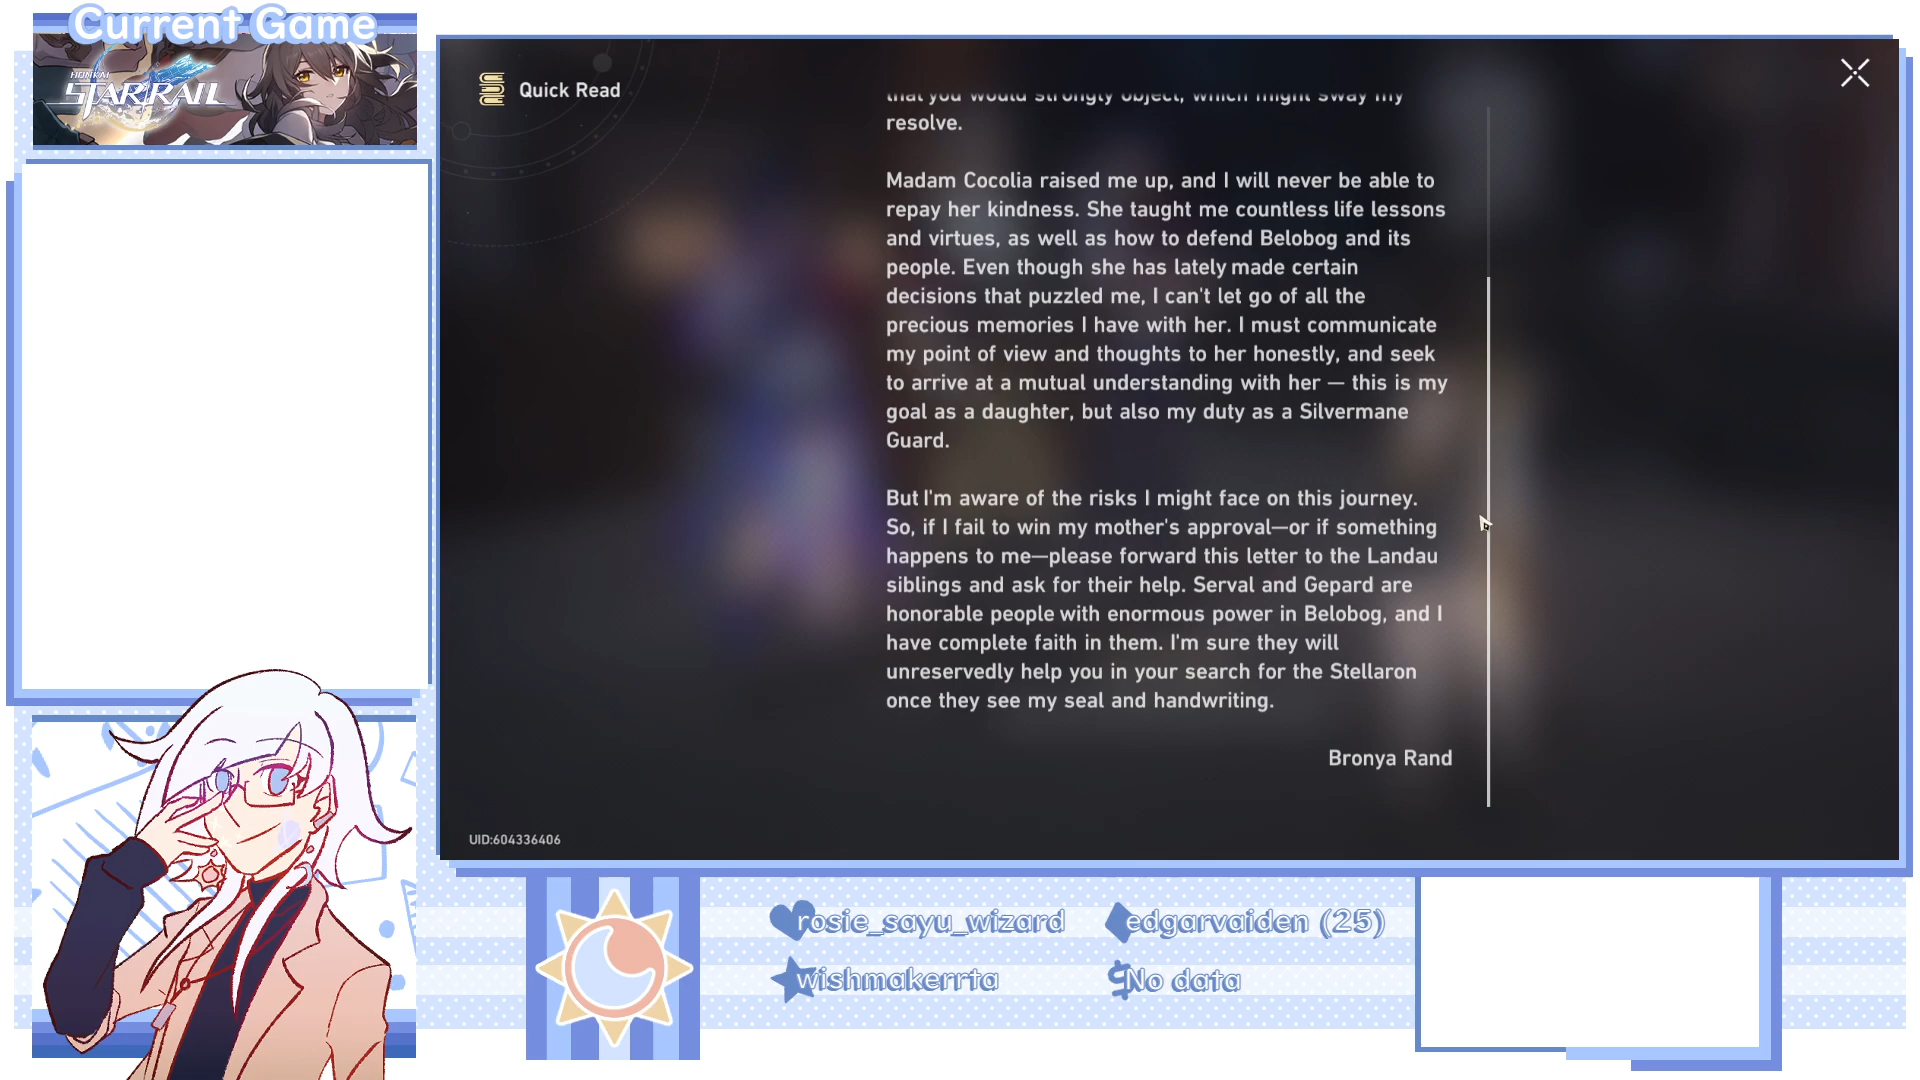 Current Game
HONKAI
STAR RAIL
Quick Read
that you would strongly object, which might sway my
resolve.
Madam Cocolia raised me up, and I will never be able to
repay her kindness. She taught me countless life lessons
and virtues, as well as how to defend Belobog and its
people. Even though she has lately made certain
decisions that puzzled me, I can't let go of all the
precious memories I have with her. I must communicate
my point of view and thoughts to her honestly, and seek
to arrive at a mutual understanding with her — this is my
goal as a daughter, but also my duty as a Silvermane
Guard.
But I'm aware of the risks I might face on this journey.
So, if I fail to win my mother's approval—or if something
happens to me—please forward this letter to the Landau
siblings and ask for their help. Serval and Gepard are
honorable people with enormous power in Belobog, and I
have complete faith in them. I'm sure they will
unreservedly help you in your search for the Stellaron
once they see my seal and handwriting.
Bronya Rand
UID:604336406
rosie_sayu_wizard
edgarvaiden (25)
wishmakerrta
No data